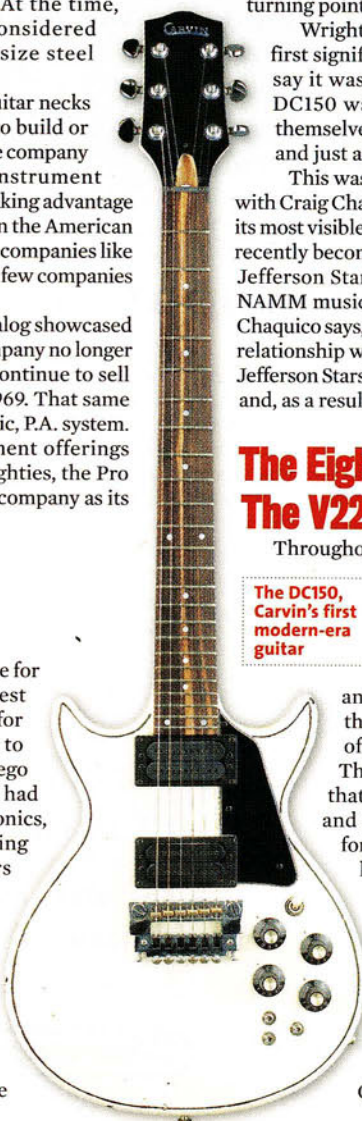 At the time,
onsidered
size steel
uitar necks
o build or
e company
nstrument
king advantage
n the American
companies like
few companies
alog showcased
pany no longer
ontinue to sell
969. That same
ic, P.A. system.
ment offerings
ghties, the Pro
company as its
e for
est
for
to
ego
had
onics,
ing
rs
e
CARVIN
turning point
Wright
first signif
say it was
DC150 wa
themselve
and just a
This was
with Craig Cha
its most visible
recently becom
Jefferson Star
NAMM music
Chaquico says,
relationship w
Jefferson Stars
and, as a resul
The Eigh
The V22
Througho
The DC150,
Carvin's first
modern-era
guitar
an
th
of
Th
that
and
for